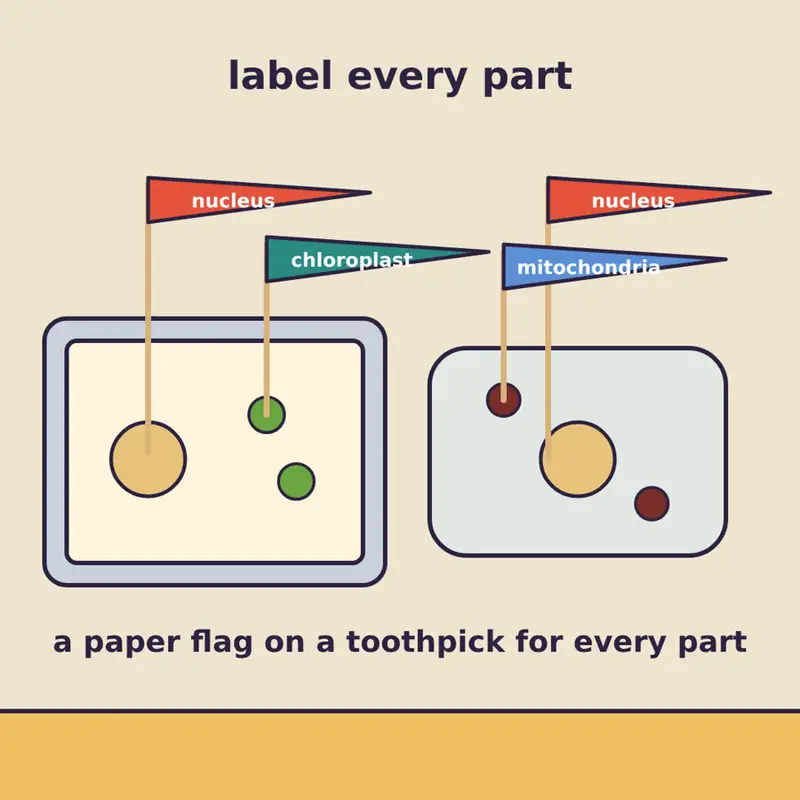 label every part
nucleus
nucleus
chloroplast
mitochondria
a paper flag on a toothpick for every part